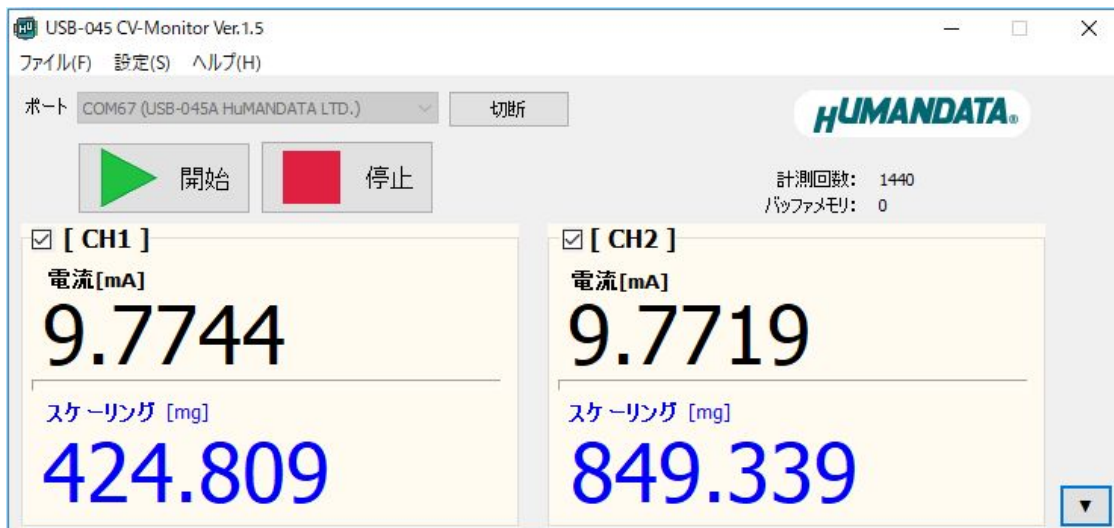 USB-045 CV-Monitor Ver.1.5
ファイル(F) 設定(S) ヘルプ(H)
ポート COM67 (USB-045A HuMANDATA LTD.) 切断
HUMANDATA®
開始 停止
計測回数: 1440
バッファメモリ: 0
[ CH1 ]
電流[mA]
9.7744
スケーリング [mg]
424.809
[ CH2 ]
電流[mA]
9.7719
スケーリング [mg]
849.339